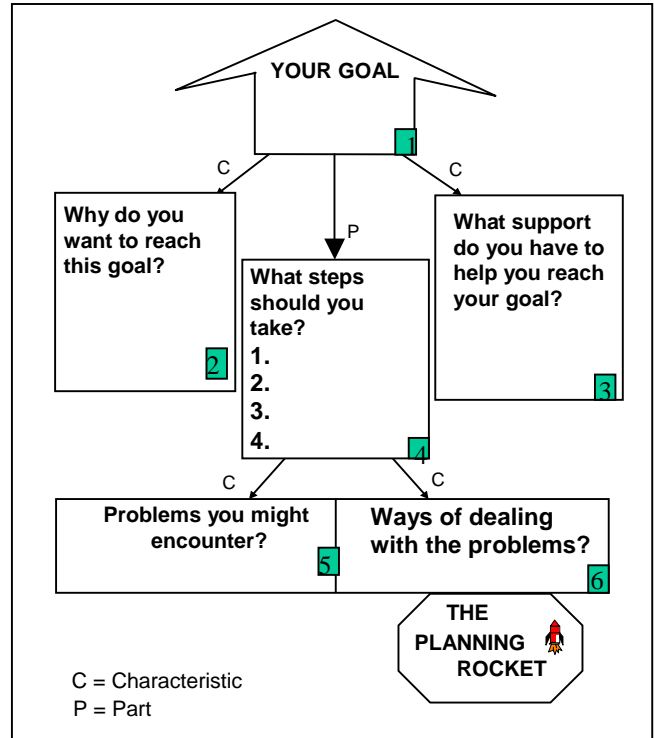 YOUR GOAL
1
C
C
P
Why do you
want to reach
this goal?
2
What support
do you have to
help you reach
your goal?
3
What steps
should you
take?
1.
2.
3.
4.
4
C
C
Problems you might
encounter?
5
Ways of dealing
with the problems?
6
THE
PLANNING
ROCKET
C = Characteristic
P = Part